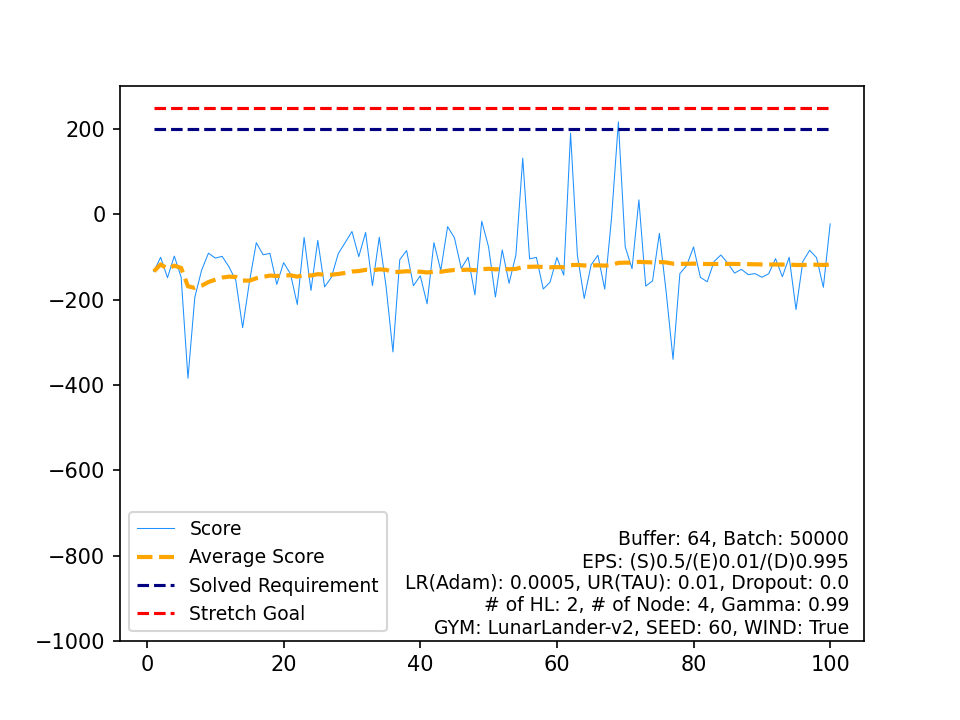 200
0
−200
−400
−600
−800
−1000
0
20
40
60
80
100
Score
Average Score
Solved Requirement
Stretch Goal
Buffer: 64, Batch: 50000
EPS: (S)0.5/(E)0.01/(D)0.995
LR(Adam): 0.0005, UR(TAU): 0.01, Dropout: 0.0
# of HL: 2, # of Node: 4, Gamma: 0.99
GYM: LunarLander-v2, SEED: 60, WIND: True